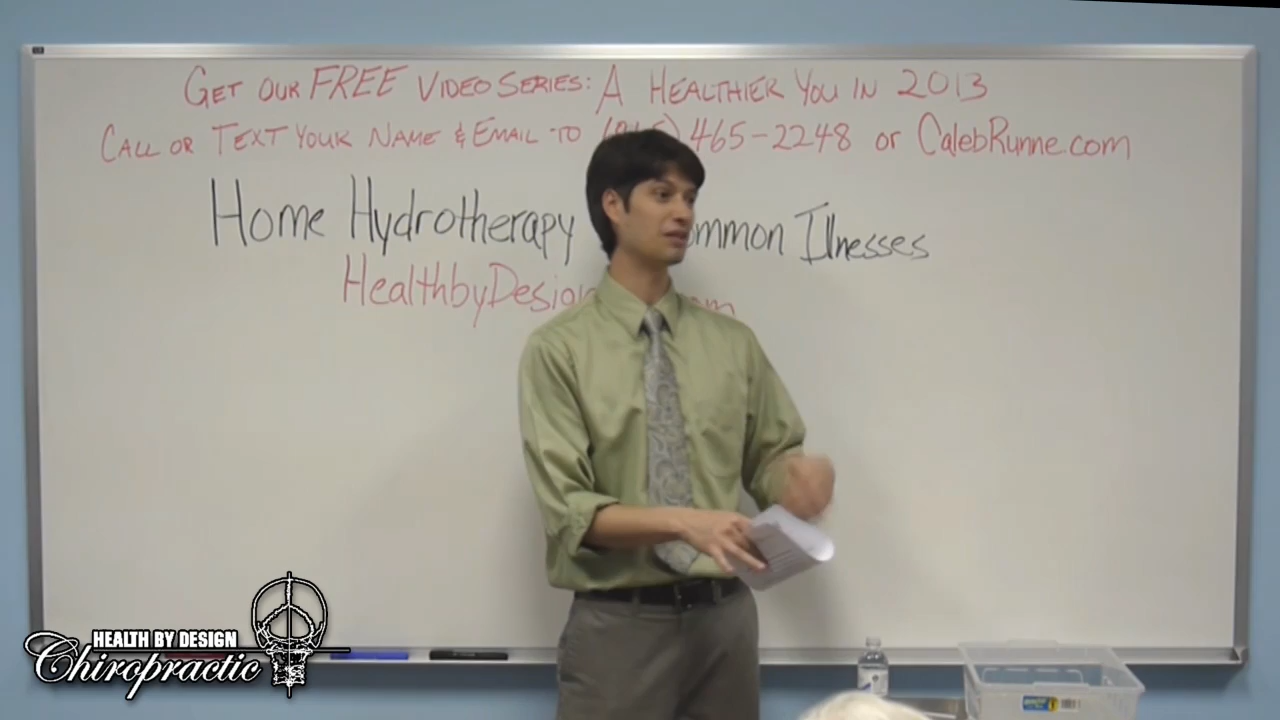 GET OUR FREE VIDEO SERIES: A HEALTHIER YOU IN 2013
CALL OR TEXT YOUR NAME & EMAIL TO 465-2248 or CalebRunne.com
Home Hydrotherapy ommon Illnesses
HealthbyDesig
HEALTH BY DESIGN
Chiropractic